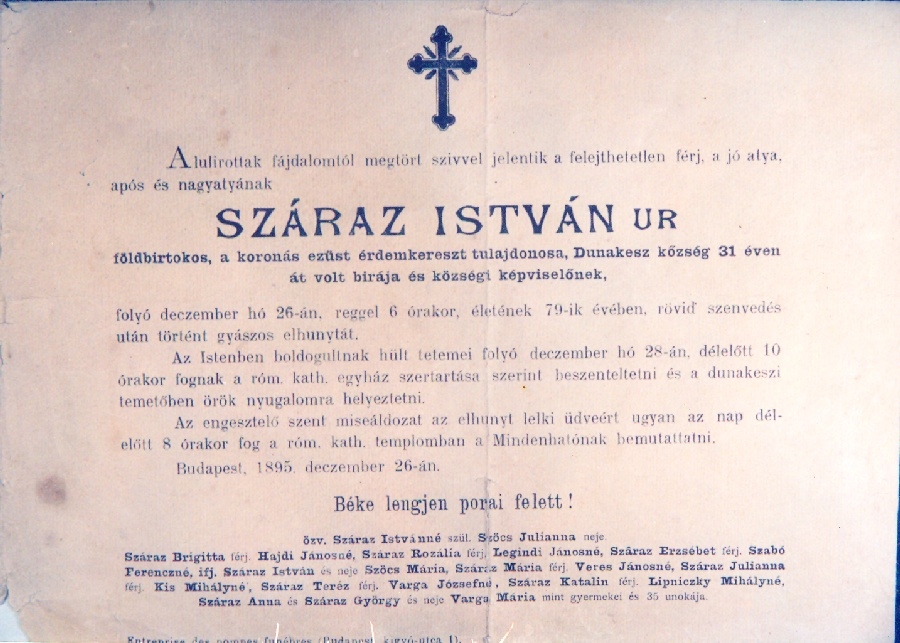 Alulirottak fájdalomtól megtört szivvel jelentik a felejthetetlen férj, a jó atya,
após és nagyatyának
SZÁRAZ ISTVÁN UR
földbirtokos, a koronás ezüst érdemkereszt tulajdonosa, Dunakesz község 31 éven
át volt birája és községi képviselőnek,
folyó deczember hó 26-án, reggel 6 órakor, életének 79-ik évében, rövid szenvedés
után történt gyászos elhunytát.
Az Istenben boldogultnak hült tetemei folyó deczember hó 28-án, délelőtt 10
órakor fognak a róm. kath. egyház szertartása szerint beszenteltetni és a dunakeszi
temetőben örök nyugalomra helyeztetni.
Az engesztelő szent miseáldozat az elhunyt lelki üdveért ugyan az nap dél-
előtt 8 órakor fog a róm. kath. templomban a Mindenhatónak bemutattatni.
Budapest, 1895. deczember 26-án.
Béke lengjen porai felett!
özv. Száraz Istvánné szül. Szöcs Julianna neje.
Száraz Brigitta férj. Hajdi Jánosné, Száraz Rozália férj. Legindi Jánosné, Száraz Erzsébet férj. Szabó
Ferenczné, ifj. Száraz István és neje Szöcs Mária, Száraz Mária férj. Veres Jánosné, Száraz Julianna
férj. Kis Mihályné, Száraz Teréz férj. Varga Józsefné, Száraz Katalin férj. Lipniczky Mihályné,
Száraz Anna és Száraz György és neje Varga Mária mint gyermekei és 35 unokája.
Entreprise des pompes funébres (Budapest, kigyó-utca 1).